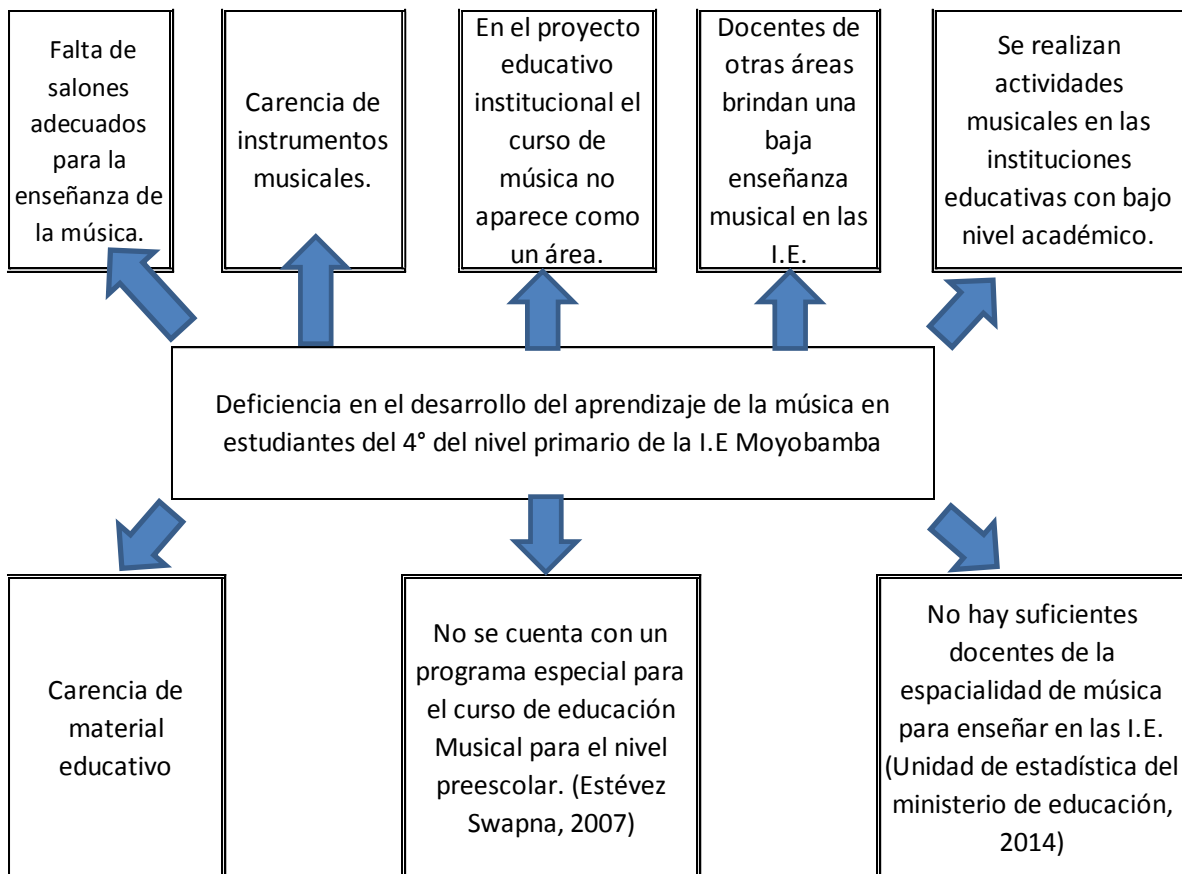 Falta de
salones
adecuados
para la
enseñanza de
la música.
Carencia de
instrumentos
musicales.
En el proyecto
educativo
institucional el
curso de
música no
aparece como
un área.
Docentes de
otras áreas
brindan una
baja
enseñanza
musical en las
I.E.
Se realizan
actividades
musicales en las
instituciones
educativas con bajo
nivel académico.
Deficiencia en el desarrollo del aprendizaje de la música en
estudiantes del 4° del nivel primario de la I.E Moyobamba
Carencia de
material
educativo
No se cuenta con un
programa especial para
el curso de educación
Musical para el nivel
preescolar. (Estévez
Swapna, 2007)
No hay suficientes
docentes de la
espacialidad de música
para enseñar en las I.E.
(Unidad de estadística del
ministerio de educación,
2014)